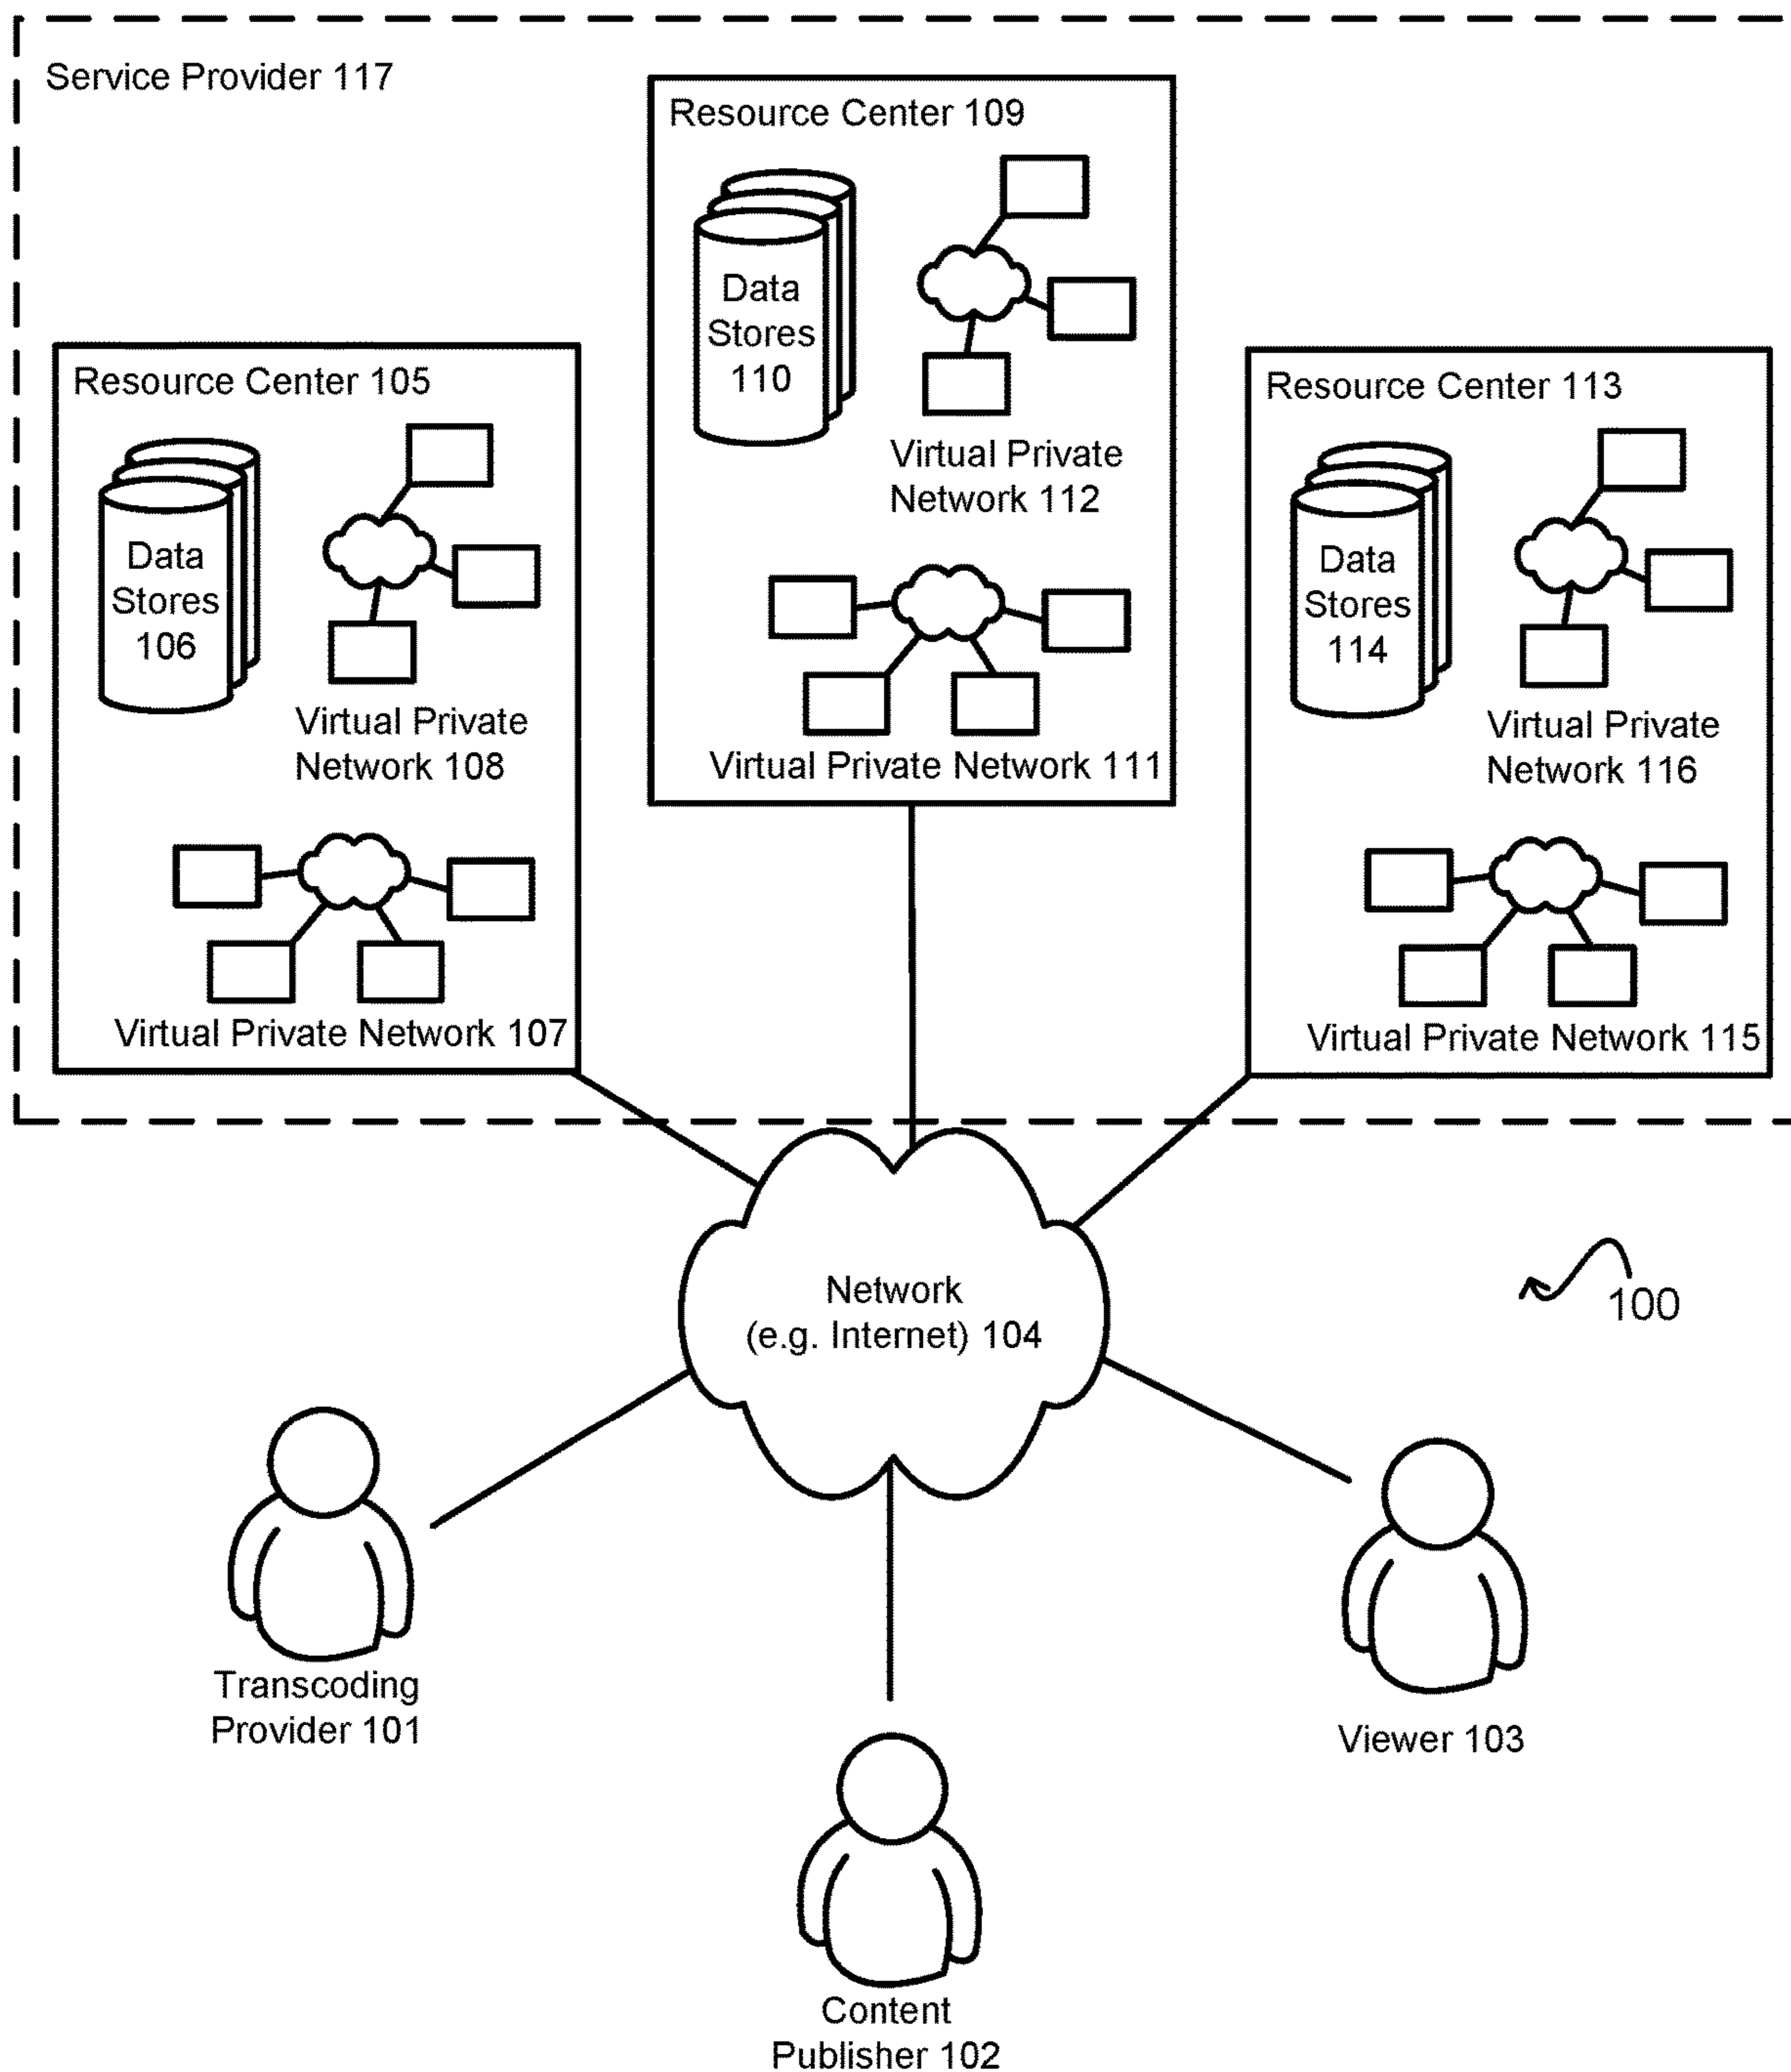 Service Provider 117
Resource Center 109
Data
Stores
110
Virtual Private
Network 112
Virtual Private Network 111
Resource Center 105
Data
Stores
106
Virtual Private
Network 108
Virtual Private Network 107
Resource Center 113
Data
Stores
114
Virtual Private
Network 116
Virtual Private Network 115
Network
(e.g. Internet) 104
100
Transcoding
Provider 101
Viewer 103
Content
Publisher 102